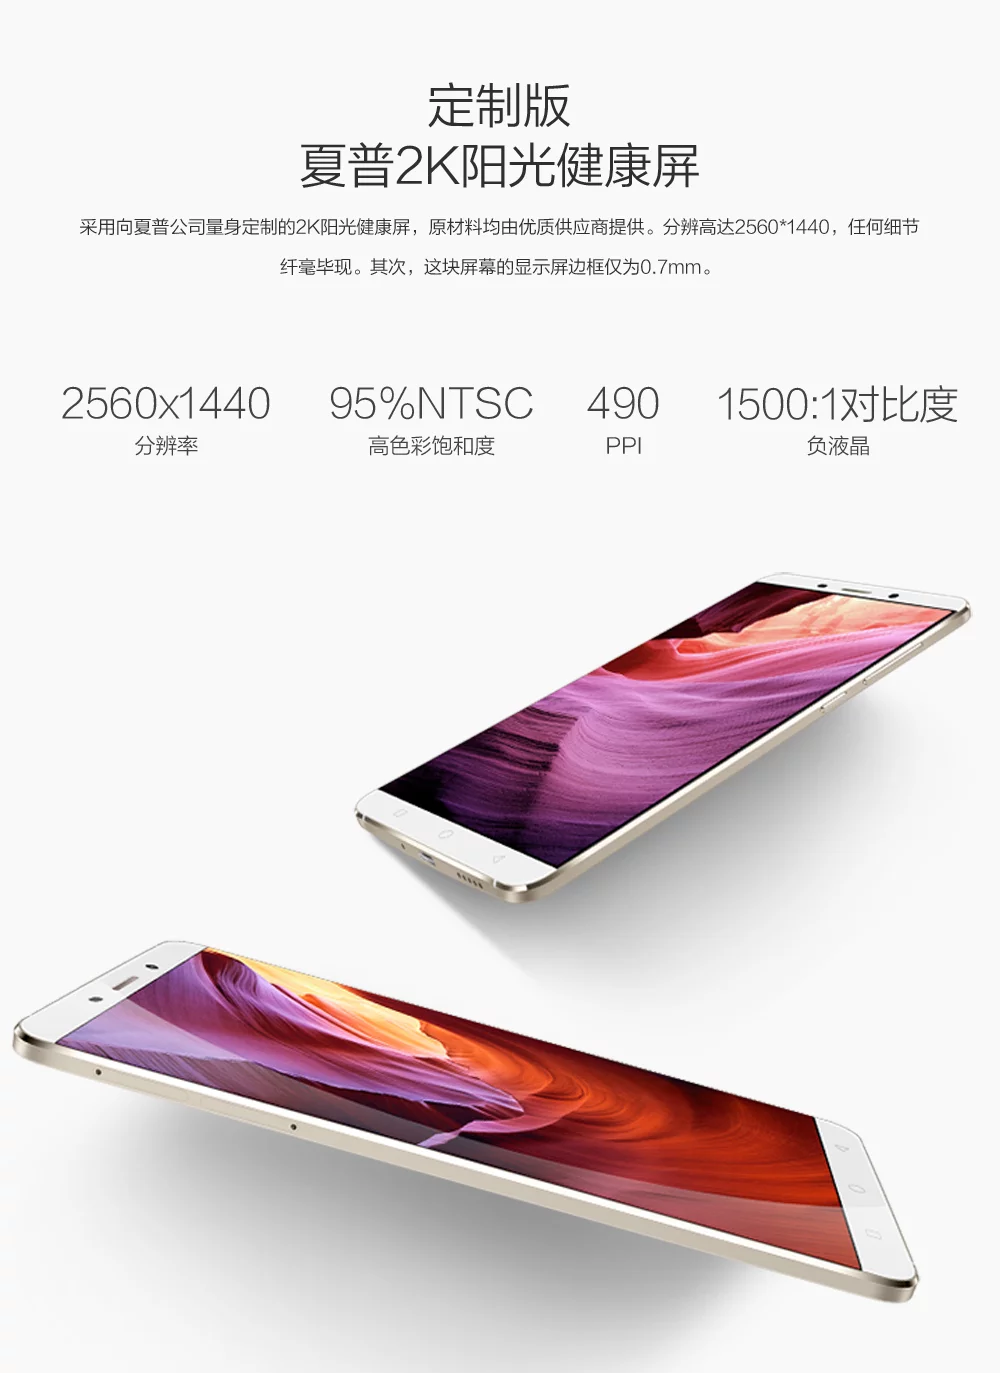 定制版
夏普2K阳光健康屏
采用向夏普公司量身定制的2K阳光健康屏，原材料均由优质供应商提供。分辨高达2560*1440，任何细节
纤毫毕现。其次，这块屏幕的显示屏边框仅为0.7mm。
2560x1440 95%NTSC 490 1500:1对比度
分辨率 高色彩饱和度 PPI 负液晶